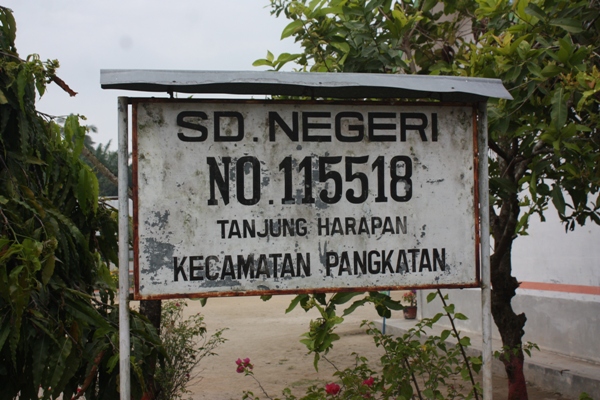 SD. NEGERI
NO. 115518
TANJUNG HARAPAN
KECAMATAN PANGKATAN